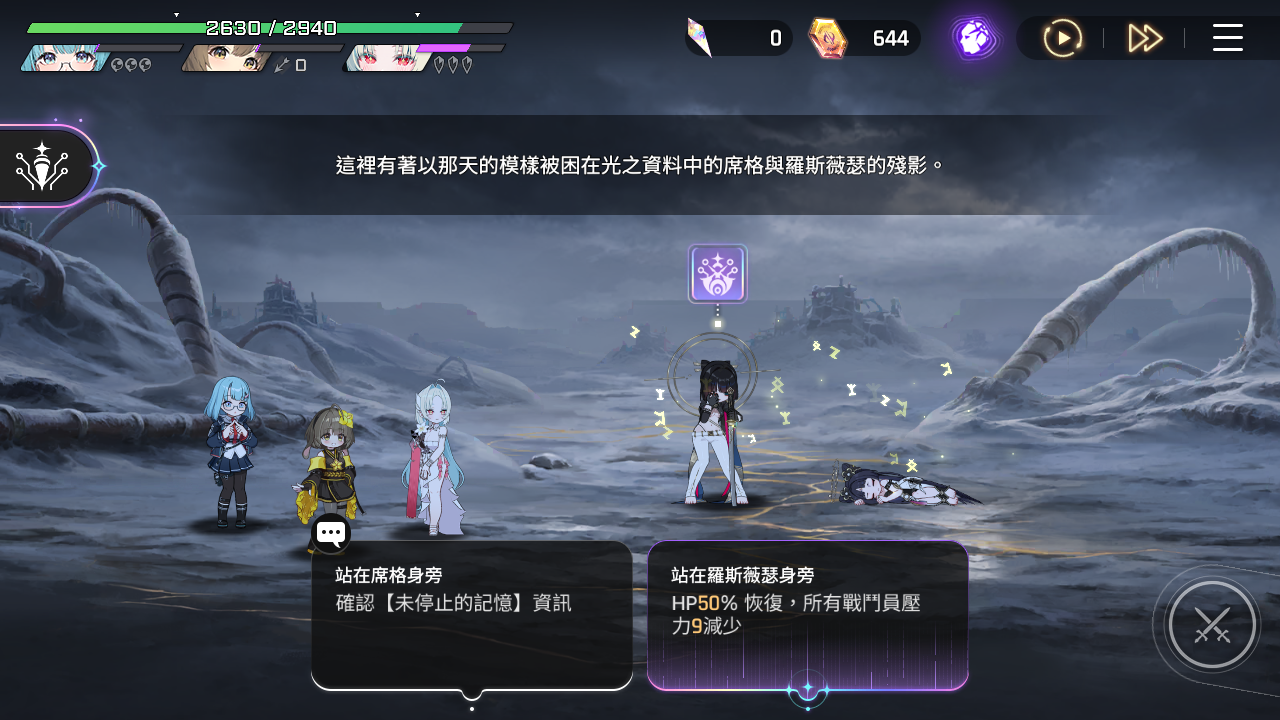 2630 / 2940
0
644
0
這裡有著以那天的模樣被困在光之資料中的席格與羅斯薇瑟的殘影。
站在席格身旁
確認【未停止的記憶】資訊
站在羅斯薇瑟身旁
HP50% 恢復，所有戰鬥員壓
力9減少